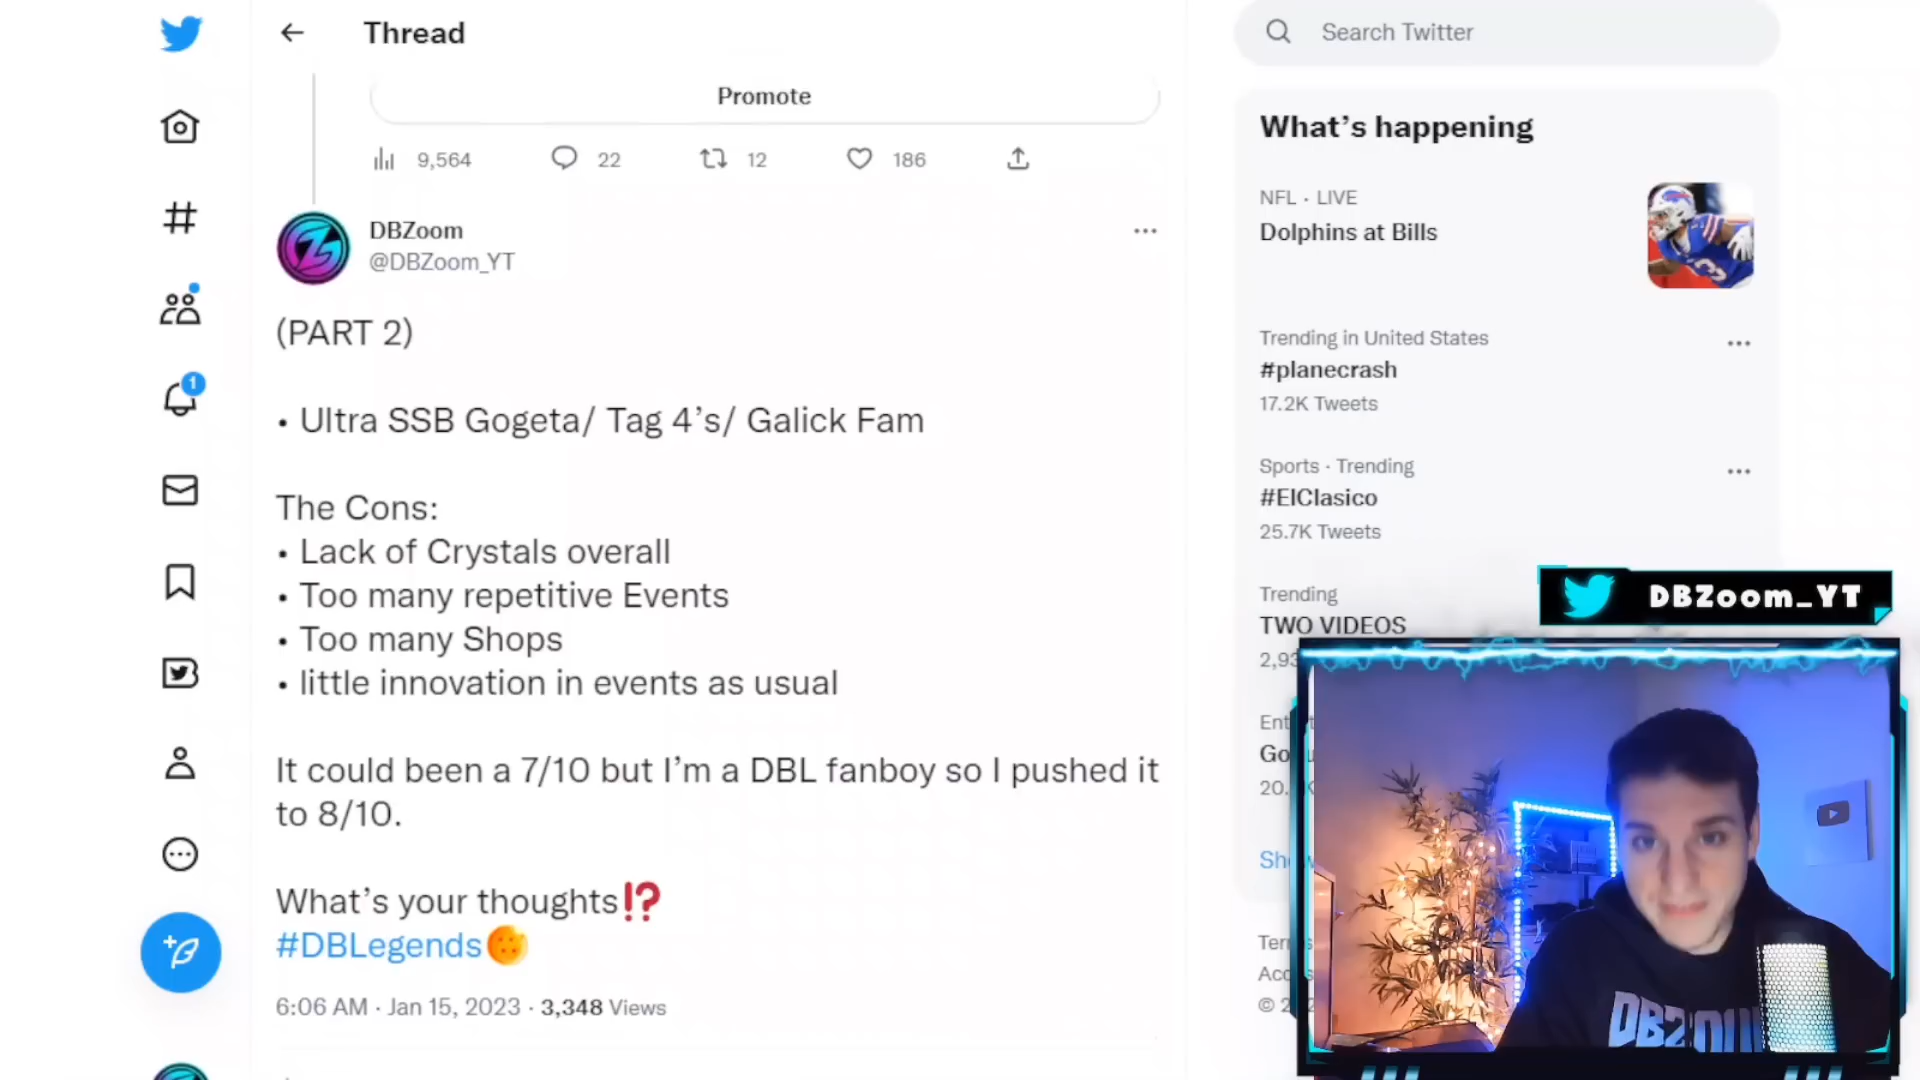 Thread
Search Twitter
Promote
9,564
22
12
186
DBZoom
@DBZoom_YT
(PART 2)
• Ultra SSB Gogeta/ Tag 4’s/ Galick Fam
The Cons:
• Lack of Crystals overall
• Too many repetitive Events
• Too many Shops
• little innovation in events as usual
It could been a 7/10 but I’m a DBL fanboy so I pushed it
to 8/10.
What’s your thoughts⁉️
#DBLegends
6:06 AM · Jan 15, 2023 · 3,348 Views
1
What’s happening
NFL · LIVE
Dolphins at Bills
Trending in United States
#planecrash
17.2K Tweets
Sports · Trending
#ElClasico
25.7K Tweets
Trending
TWO VIDEOS
DBZoom_YT